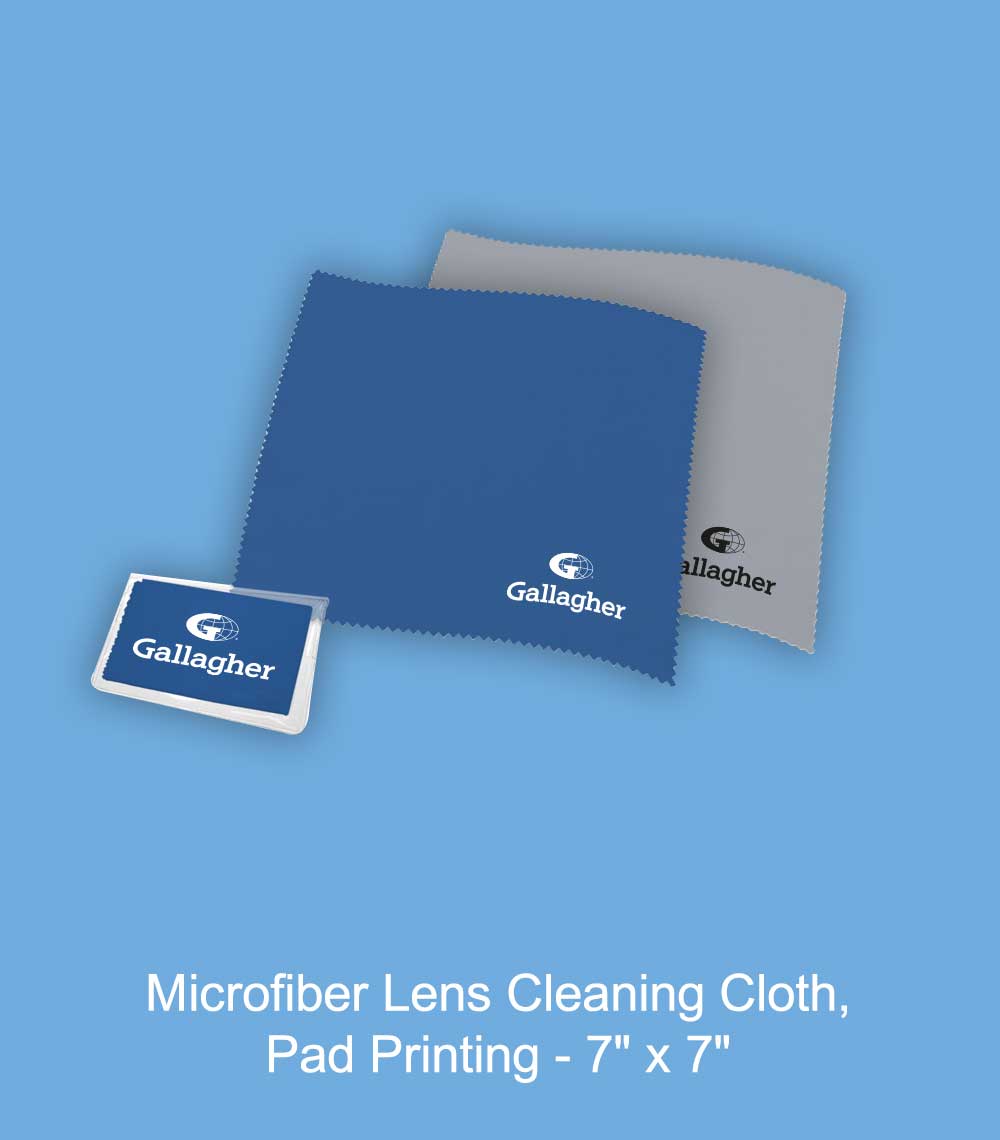 Gallagher
allagher
Gallagher
Microfiber Lens Cleaning Cloth,
Pad Printing - 7" x 7"